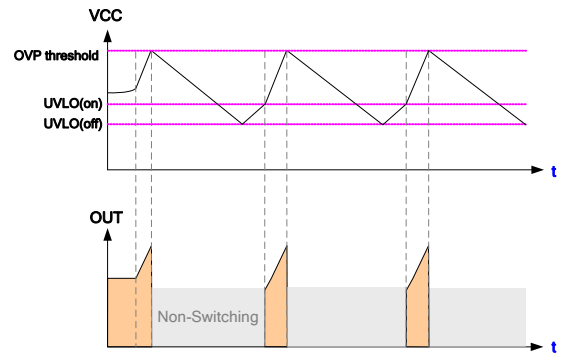 VCC
OVP threshold
UVLO(on)
UVLO(off)
t
OUT
Non-Switching
t